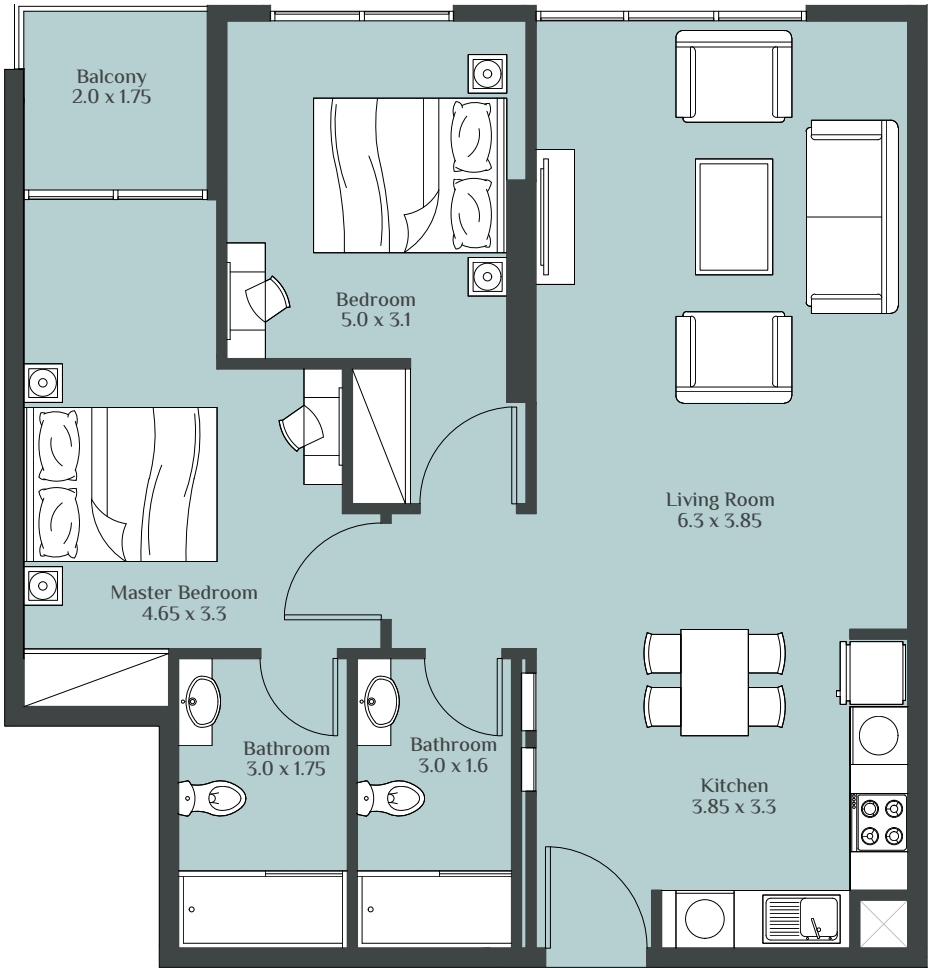 Balcony
2.0 x 1.75
Bedroom
5.0 x 3.1
Living Room
6.3 x 3.85
Master Bedroom
4.65 x 3.3
Bathroom
3.0 x 1.75
Bathroom
3.0 x 1.6
Kitchen
3.85 x 3.3